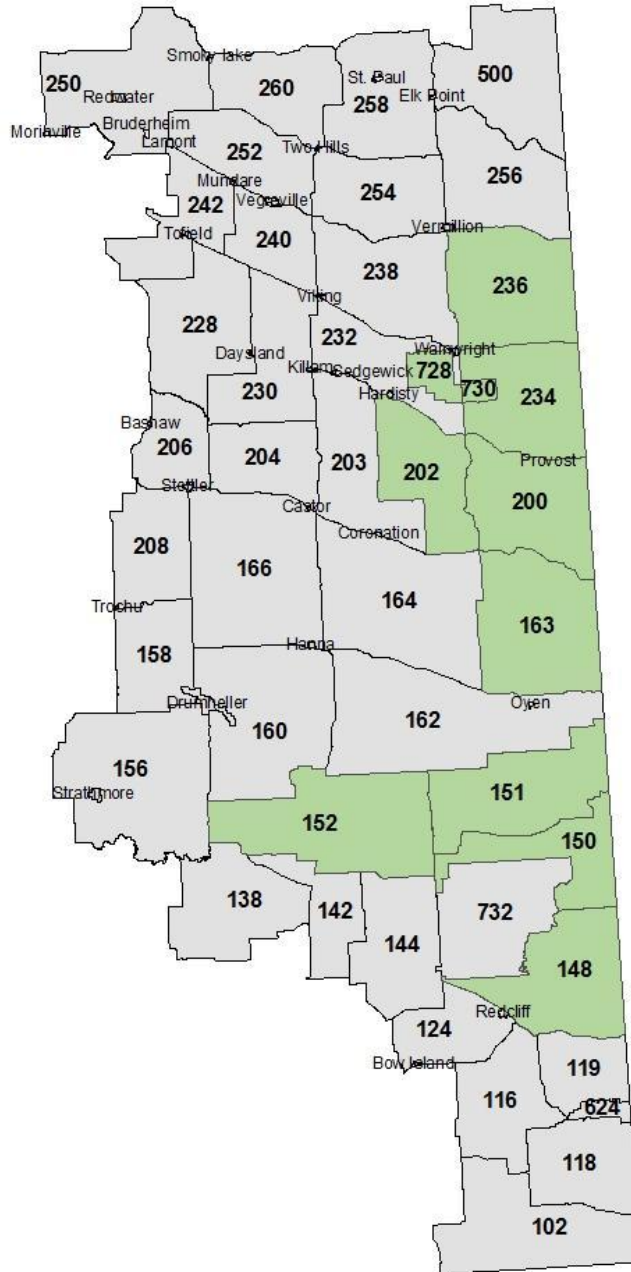 Smoky lake
250
260
St. Paul
258
500
Redwater
Elk Point
Bruderheim
Morinville
Lamont
252
Two Hills
Mundare
254
256
242
Vegreville
Tofield
240
Vermillion
238
236
Viking
228
232
Daysland
Wainwright
Killam
Sedgewick
728
230
Hardisty
730
234
Bashaw
206
204
203
202
Provost
200
Stettler
Castor
Coronation
208
166
164
163
Trochu
158
Hanna
Drumheller
160
162
Oyen
156
Strathmore
151
152
150
138
142
732
144
148
Redcliff
124
Bow Island
119
116
624
118
102